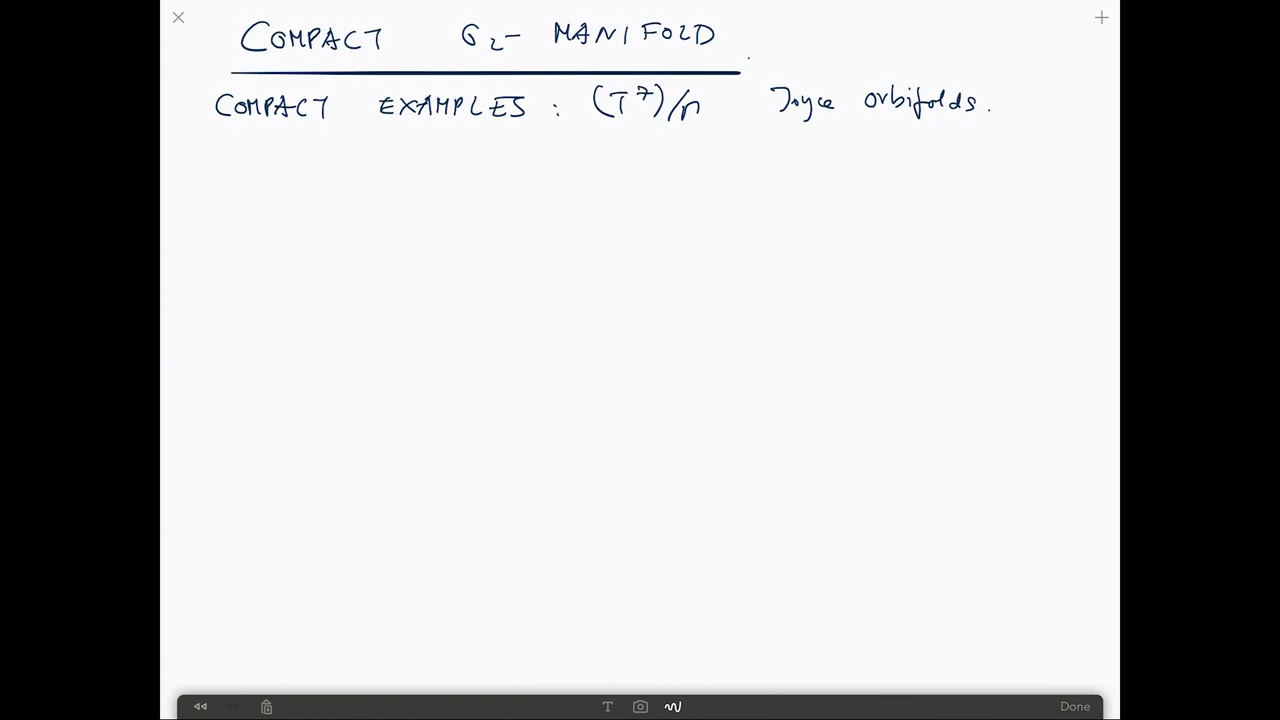 COMPACT G₂- MANIFOLD
COMPACT EXAMPLES : (T⁷)/Γ Joyce orbifolds.
T Done